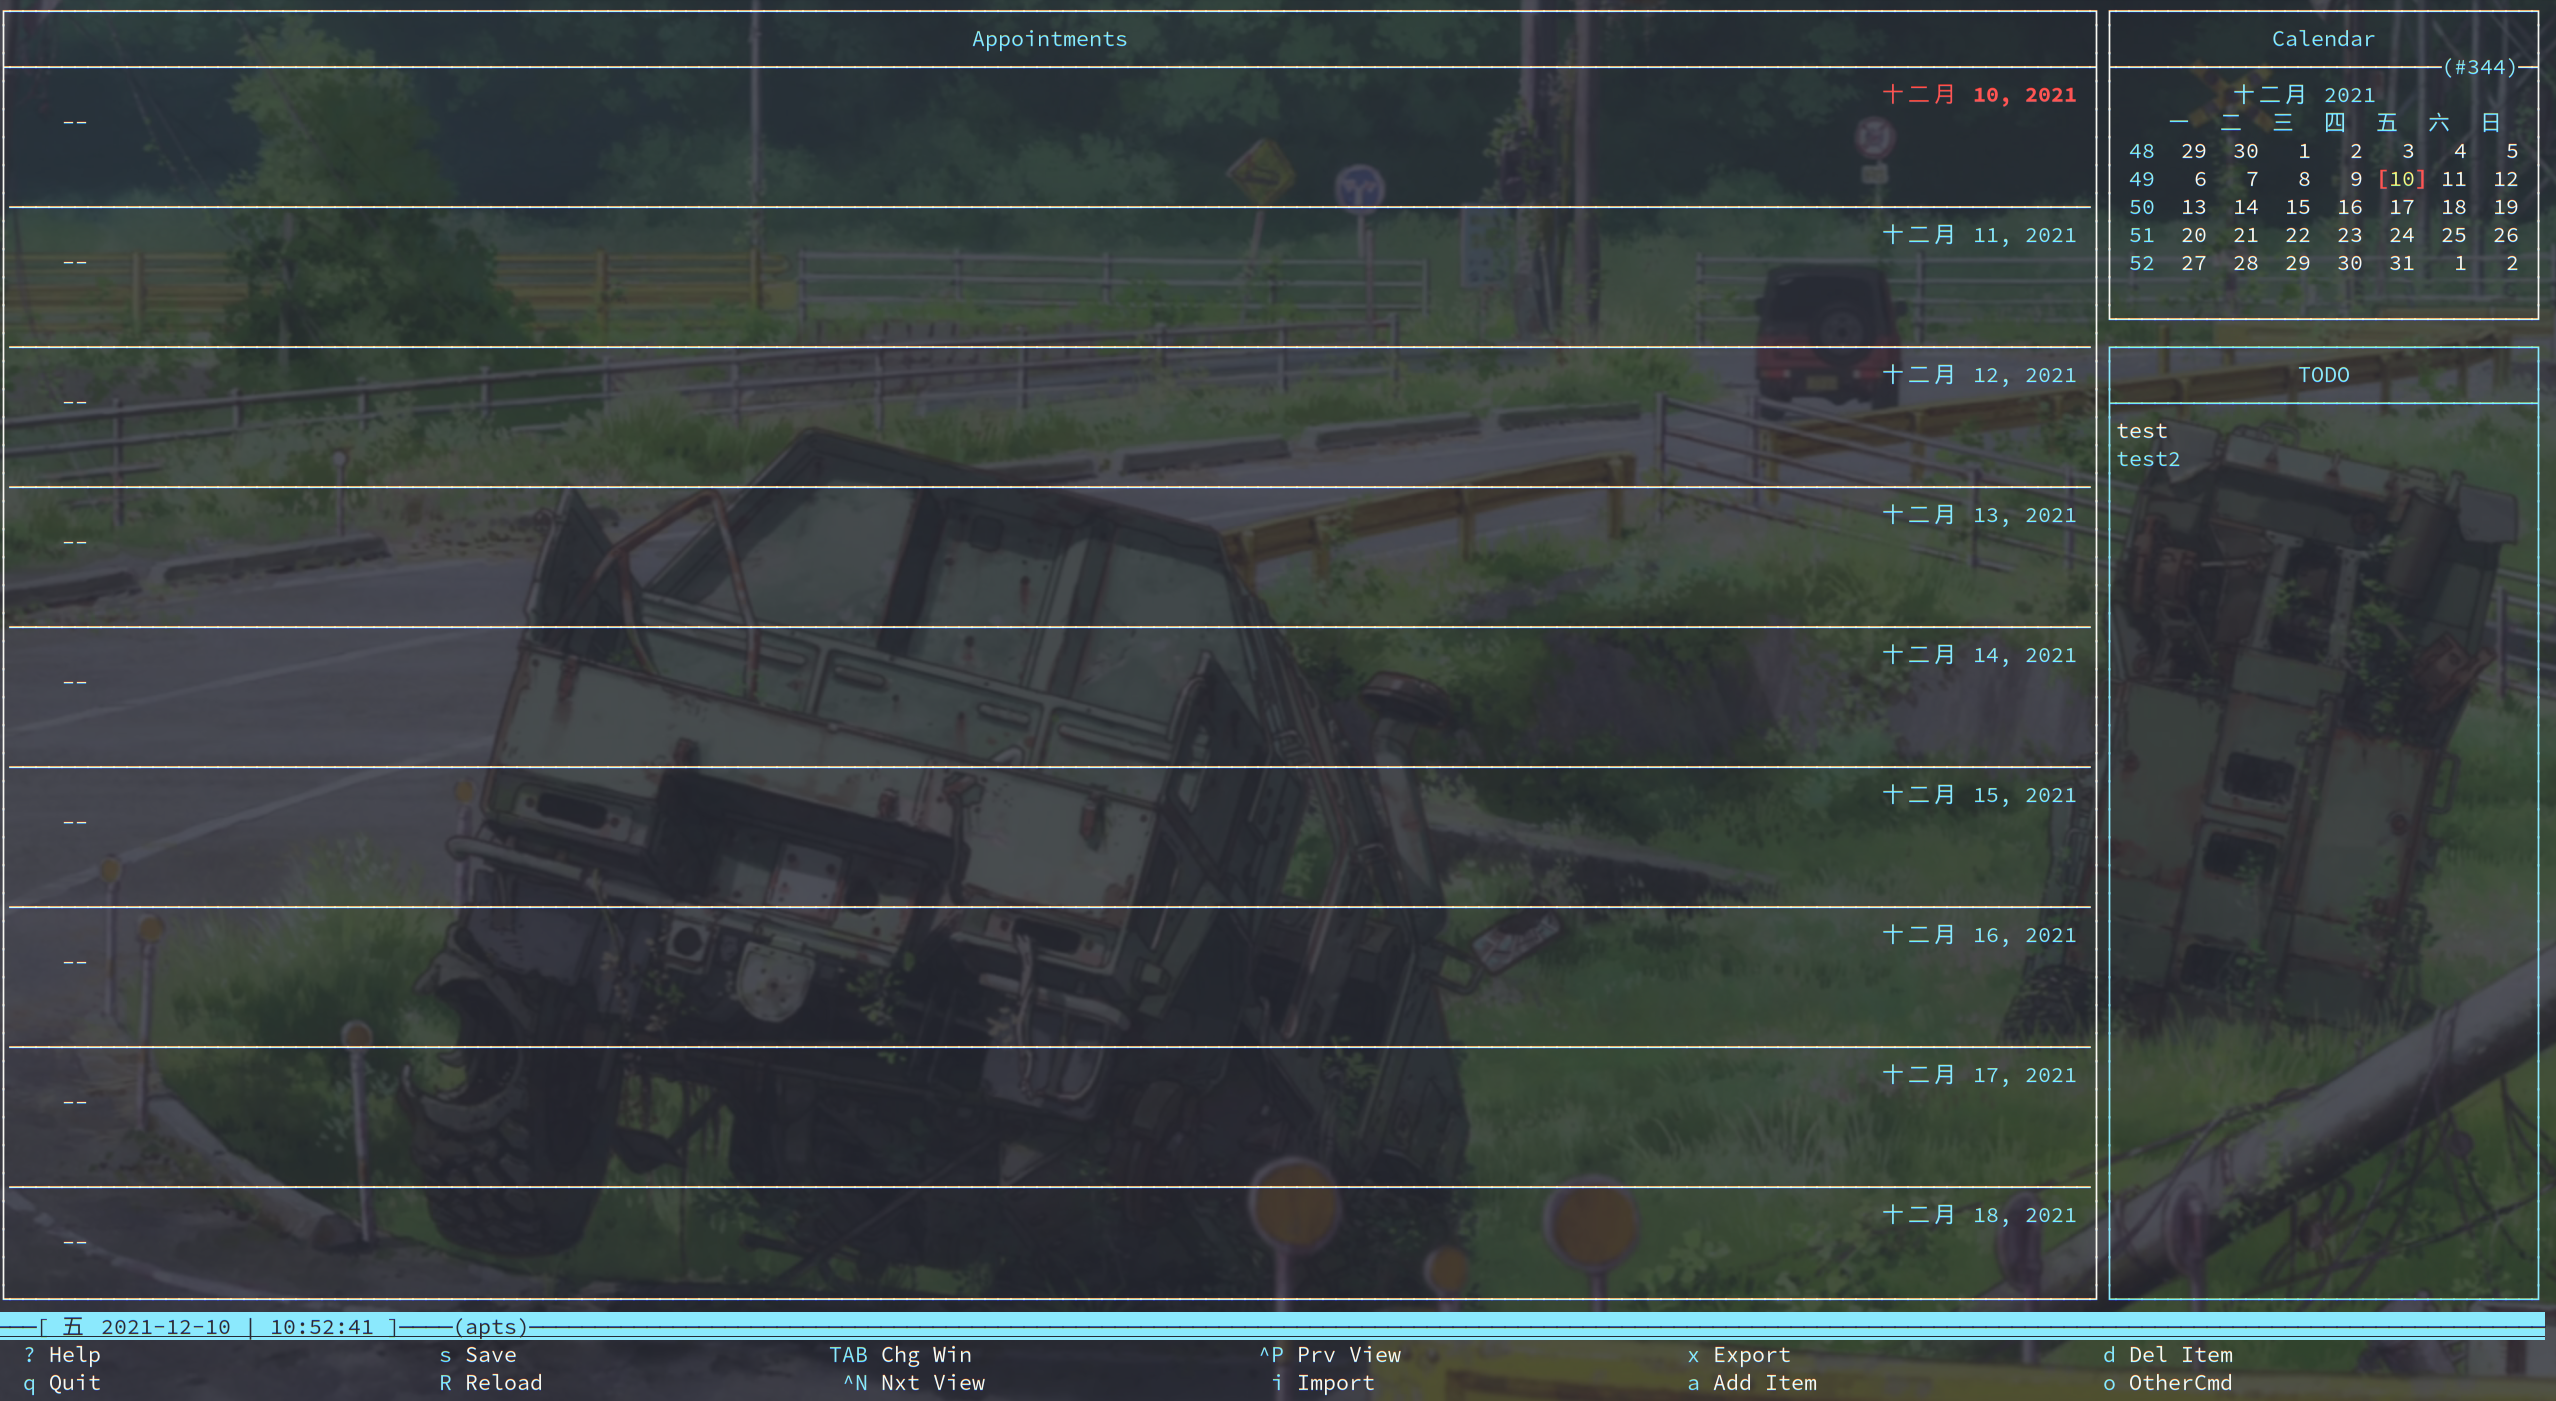 Appointments
十二月 10, 2021
--
十二月 11, 2021
--
十二月 12, 2021
--
十二月 13, 2021
--
十二月 14, 2021
--
十二月 15, 2021
--
十二月 16, 2021
--
十二月 17, 2021
--
十二月 18, 2021
--
Calendar
(#344)
十二月 2021
一 二 三 四 五 六 日
48 29 30 1 2 3 4 5
49 6 7 8 9 [10] 11 12
50 13 14 15 16 17 18 19
51 20 21 22 23 24 25 26
52 27 28 29 30 31 1 2
TODO
test
test2
[ 五 2021-12-10 | 10:52:41 ] (apts)
? Help s Save TAB Chg Win ^P Prv View x Export d Del Item
q Quit R Reload ^N Nxt View i Import a Add Item o OtherCmd